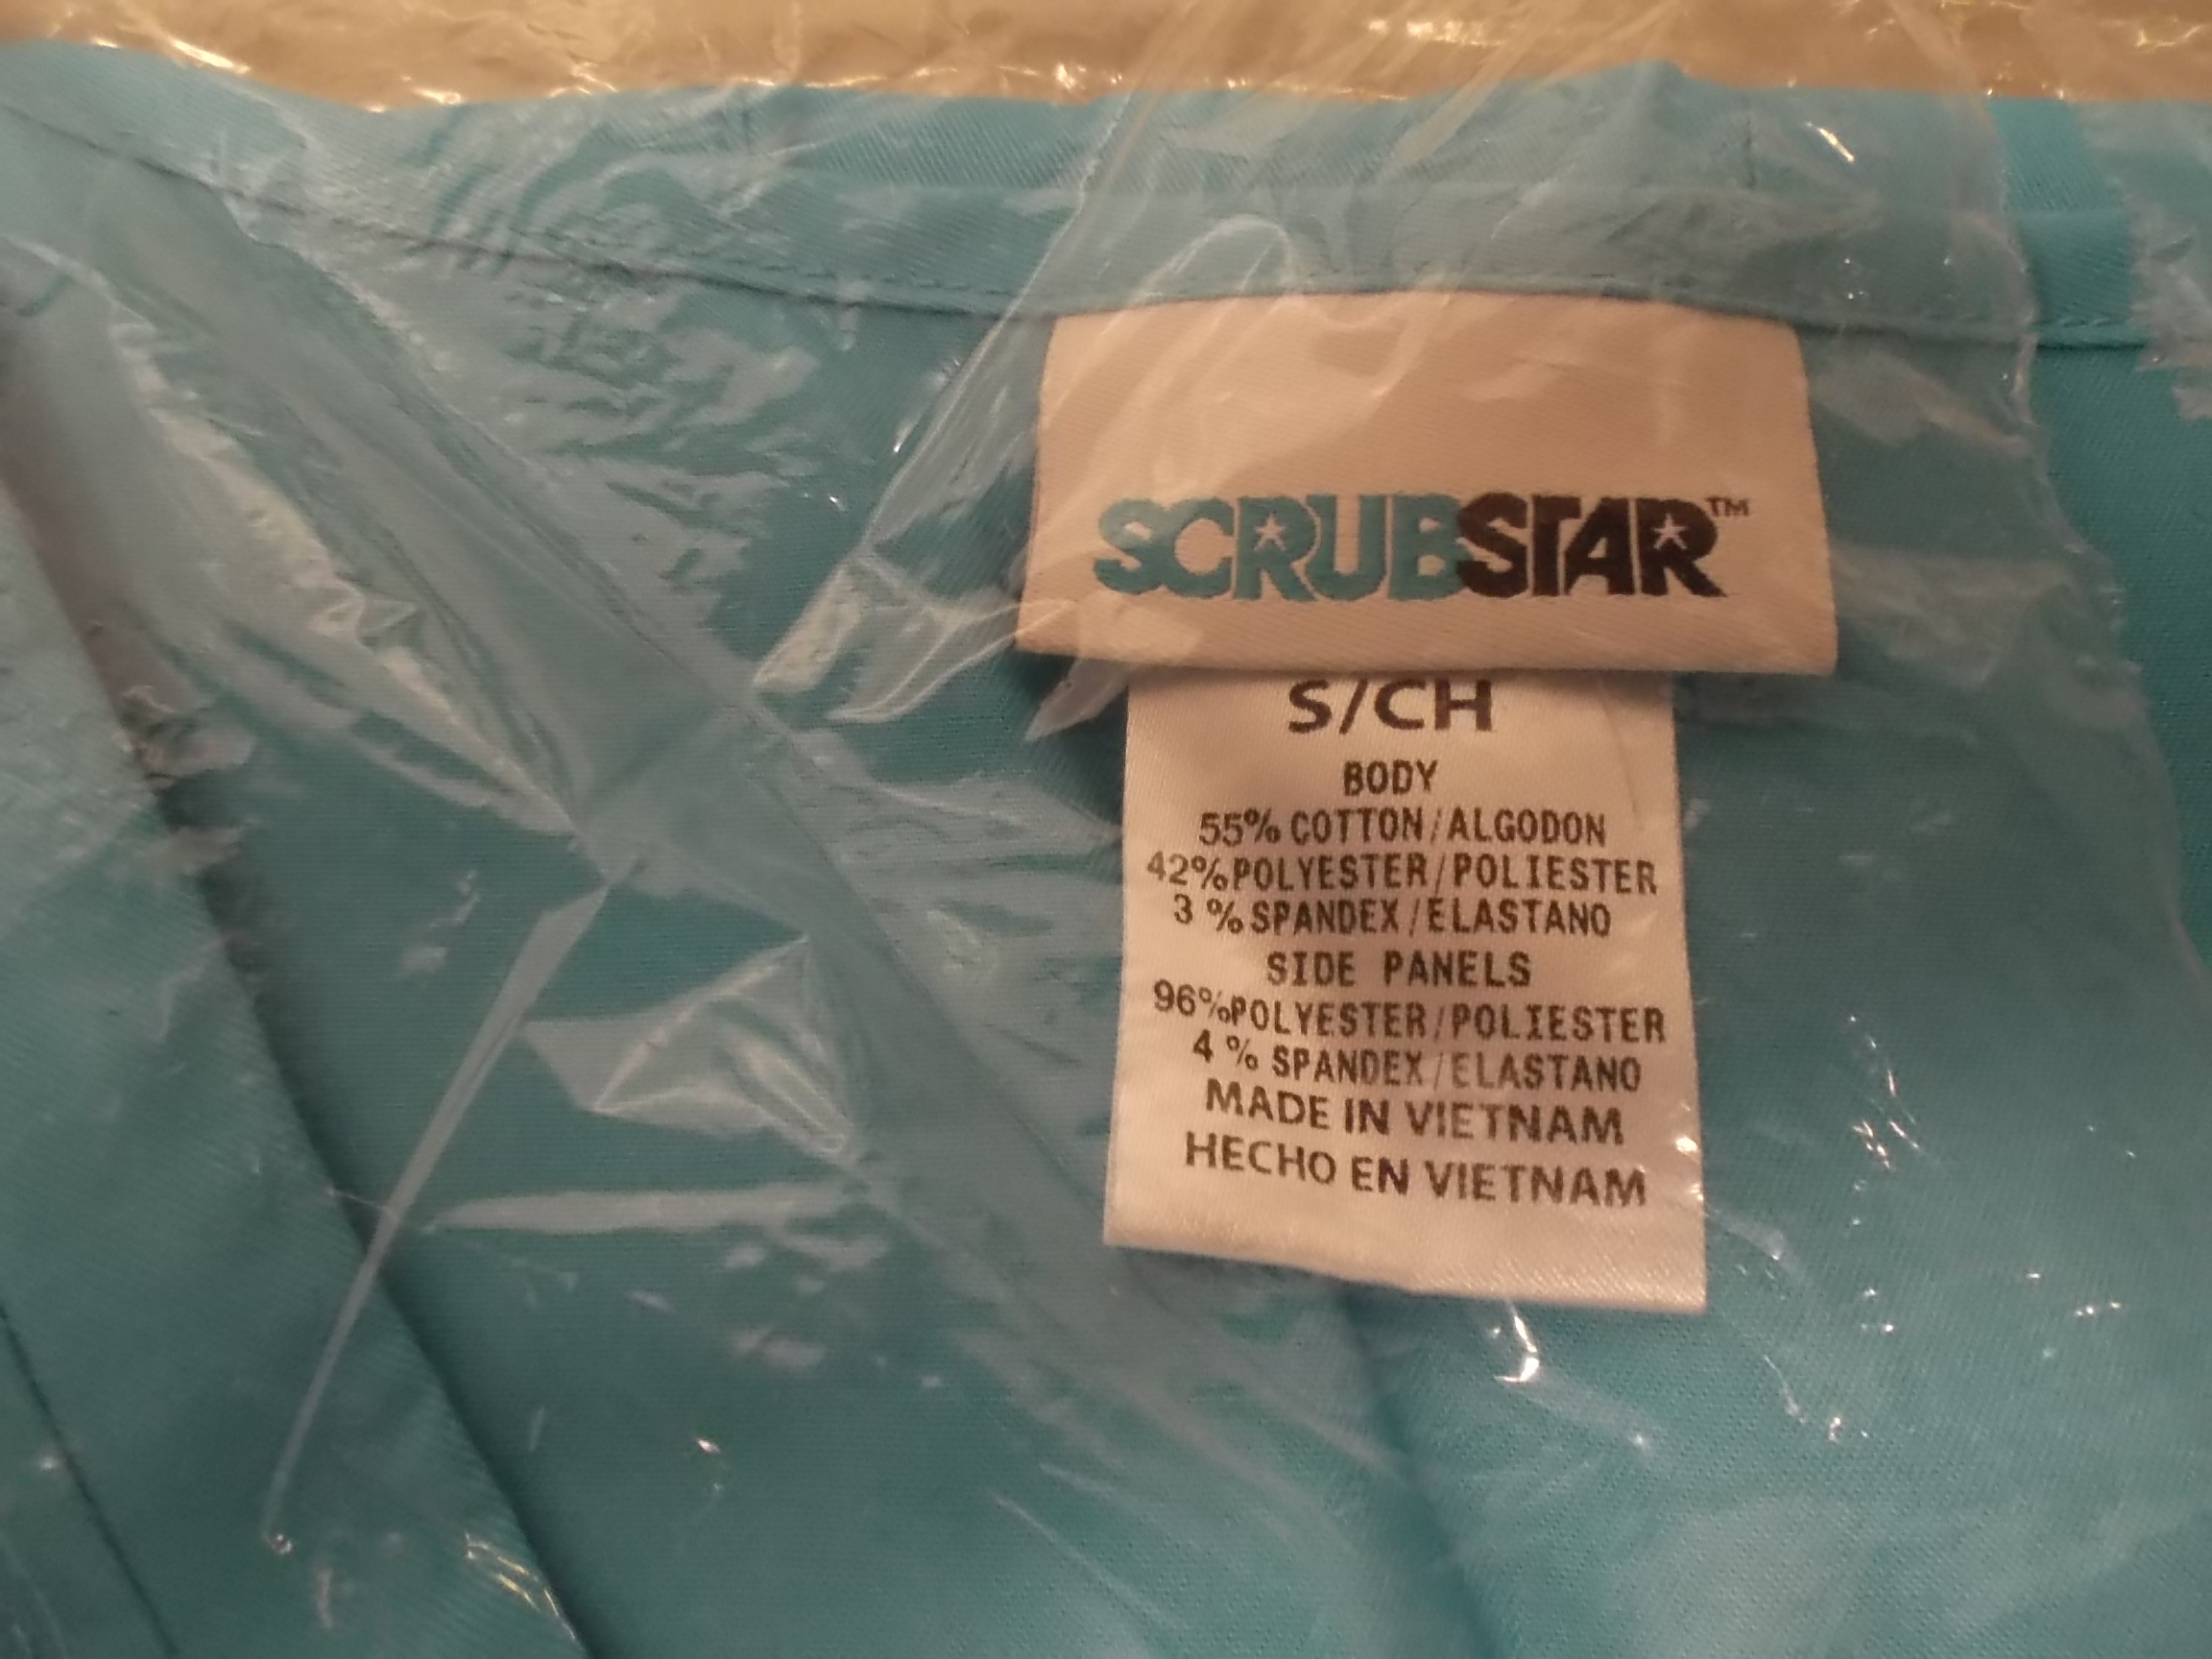 SCRUBSTAR™
S/CH
BODY
55% COTTON/ALGODON
42%POLYESTER/POLIESTER
3 %SPANDEX/ELASTANO
SIDE PANELS
96%POLYESTER/POLIESTER
4 % SPANDEX/ELASTANO
MADE IN VIETNAM
HECHO EN VIETNAM